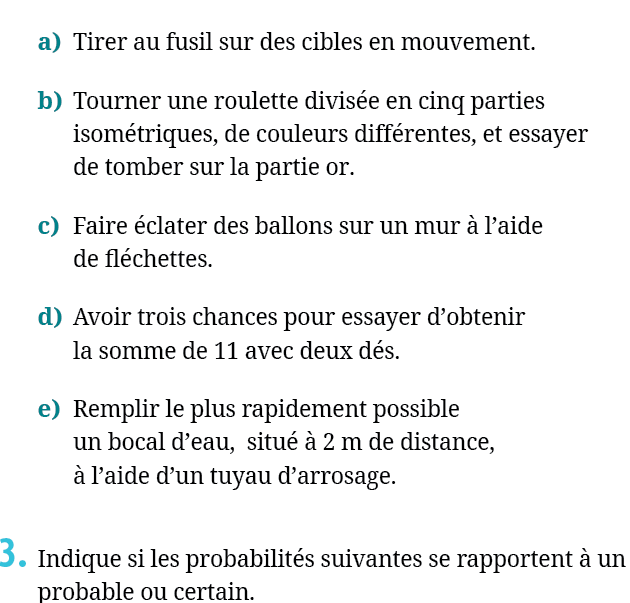 a) Tirer au fusil sur des cibles en mouvement.
b) Tourner une roulette divisée en cinq parties
isométriques, de couleurs différentes, et essayer
de tomber sur la partie or.
c) Faire éclater des ballons sur un mur à l’aide
de fléchettes.
d) Avoir trois chances pour essayer d’obtenir
la somme de 11 avec deux dés.
e) Remplir le plus rapidement possible
un bocal d’eau, situé à 2 m de distance,
à l’aide d’un tuyau d’arrosage.
3. Indique si les probabilités suivantes se rapportent à un
probable ou certain.